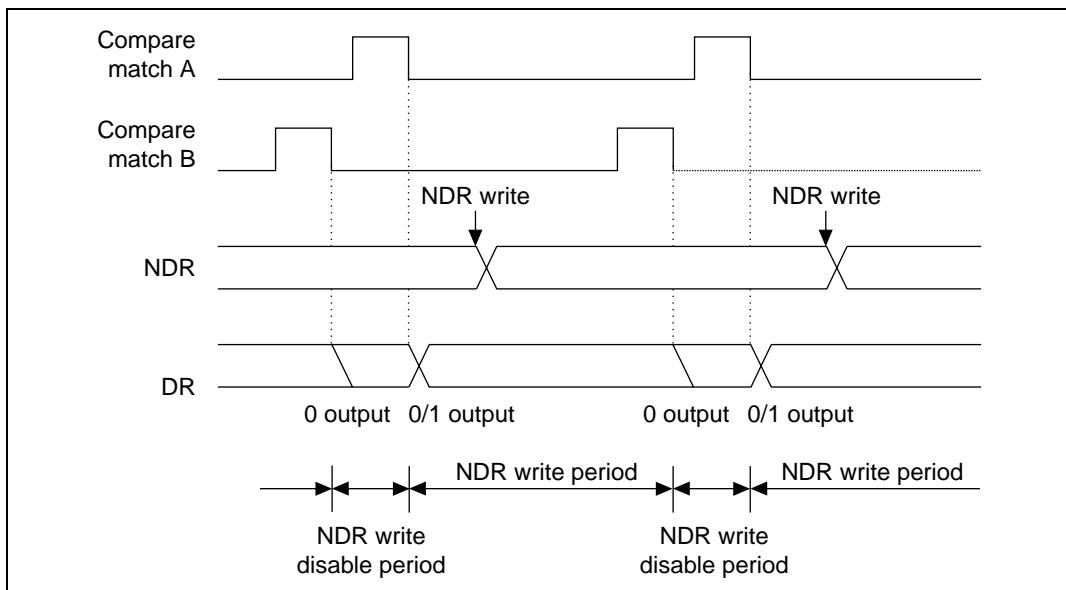 Compare
match A
Compare
match B
NDR write
NDR write
NDR
DR
0 output
0/1 output
0 output
0/1 output
NDR write period
NDR write period
NDR write
disable period
NDR write
disable period